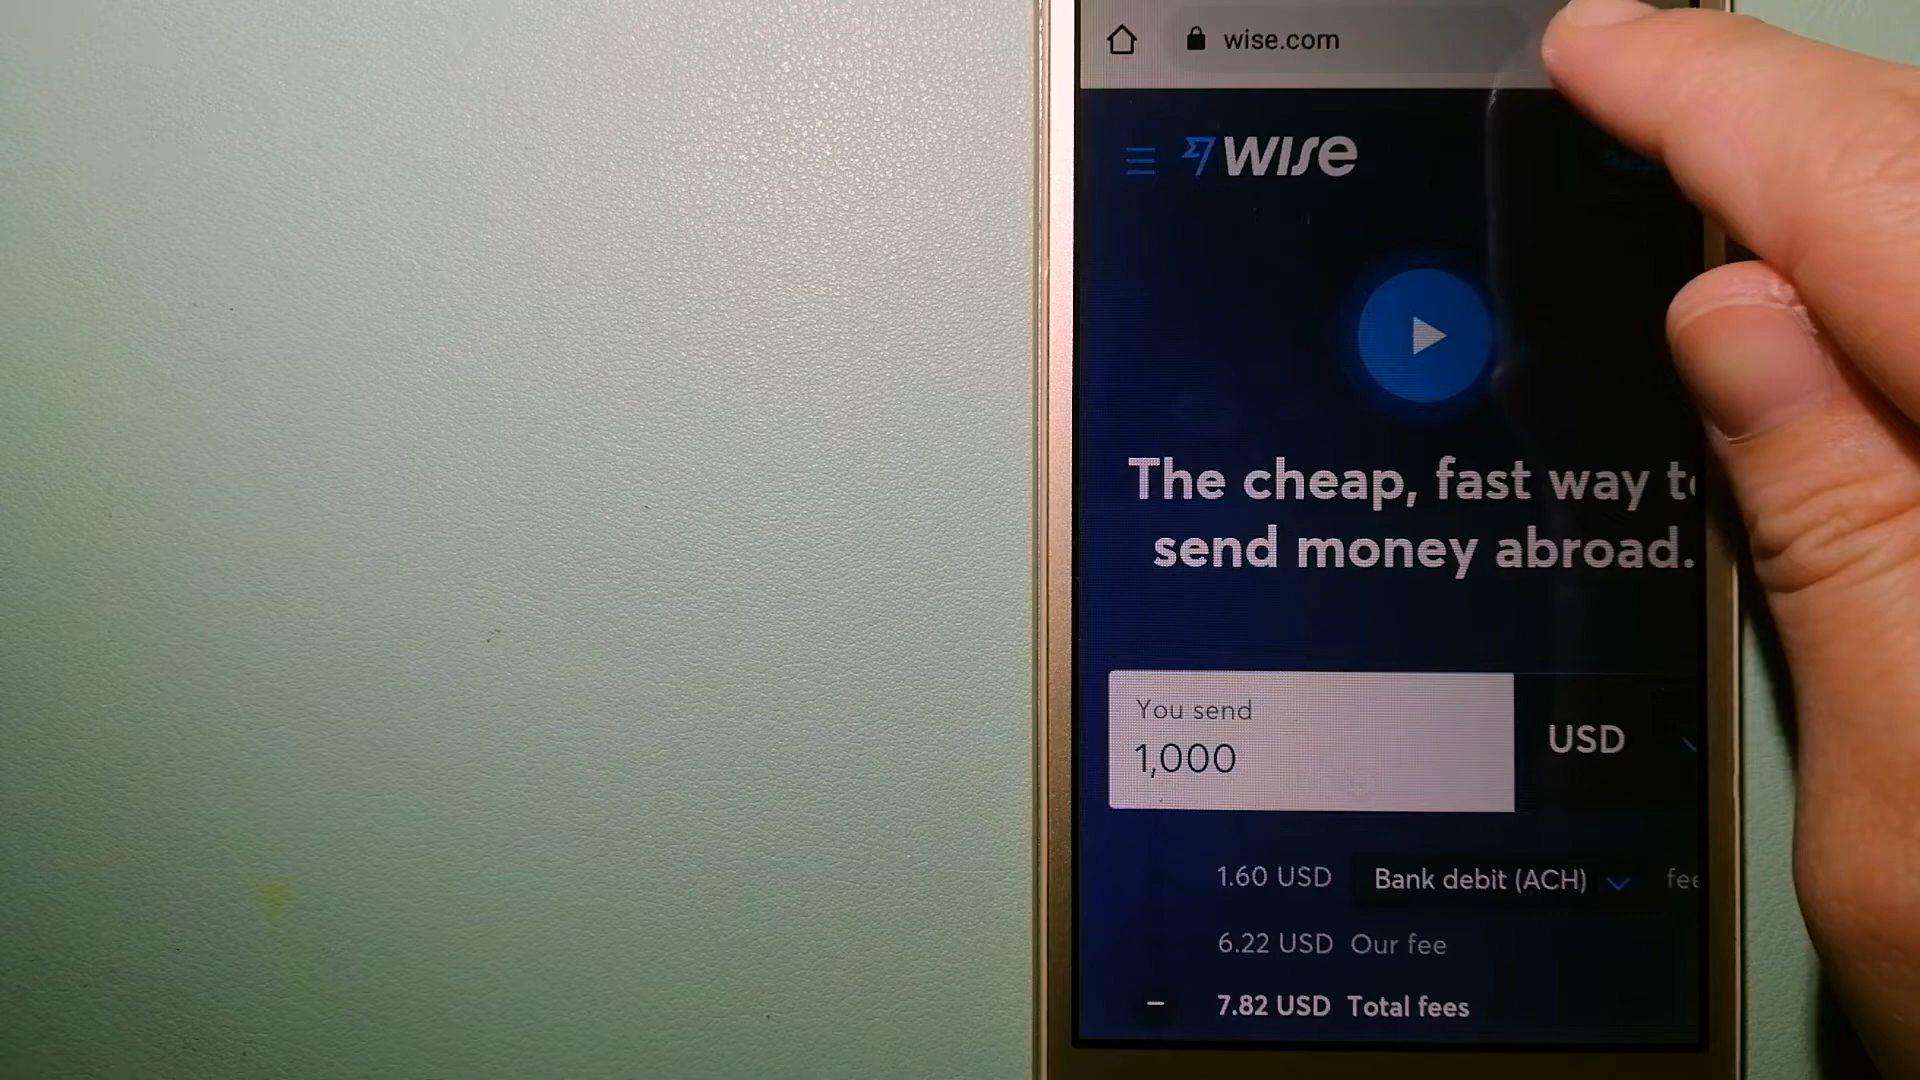 wise.com
wise
The cheap, fast way
send money abroad.
You send
1,000
USD
1.60 USD Bank debit (ACH)
6.22 USD Our fee
7.82 USD Total fees